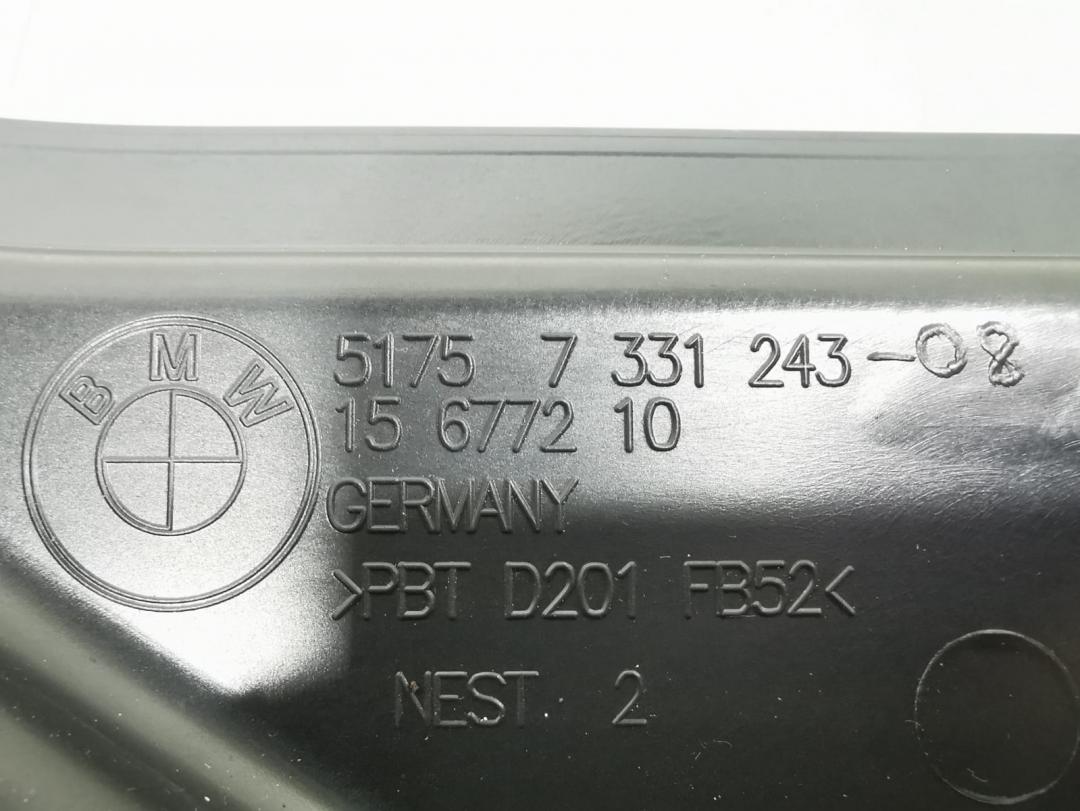 BMW
5175 7 331 243-08
15 6772 10
GERMANY
>PBT D201 FB52<
NEST 2